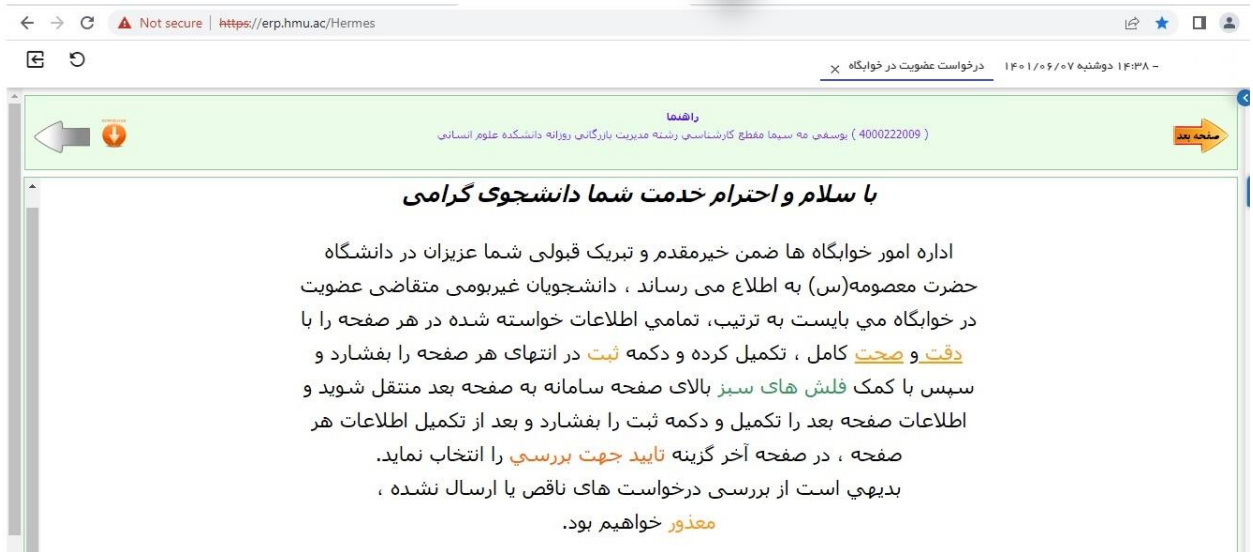 Not secure | https://erp.hmu.ac/Hermes
درخواست عضویت در خوابگاه ×
۱۴:۳۸ دوشنبه ۱۴۰۱/۰۶/۰۷ –
راهنما
( 4000222009 ) یوسفی مه سیما مقطع کارشناسی رشته مدیریت بازرگانی روزانه دانشکده علوم انسانی
صفحه بعد
با سلام و احترام خدمت شما دانشجوی گرامی
اداره امور خوابگاه ها ضمن خیرمقدم و تبریک قبولی شما عزیزان در دانشگاه
حضرت معصومه(س) به اطلاع می رساند ، دانشجویان غیربومی متقاضی عضویت
در خوابگاه مي بايست به ترتیب، تمامي اطلاعات خواسته شده در هر صفحه را با
دقت و صحت کامل ، تکمیل کرده و دکمه ثبت در انتهای هر صفحه را بفشارد و
سپس با کمک فلش های سبز بالای صفحه سامانه به صفحه بعد منتقل شوید و
اطلاعات صفحه بعد را تکمیل و دکمه ثبت را بفشارد و بعد از تکمیل اطلاعات هر
صفحه ، در صفحه آخر گزینه تایید جهت بررسي را انتخاب نماید.
بدیهي است از بررسی درخواست های ناقص یا ارسال نشده ،
معذور خواهیم بود.